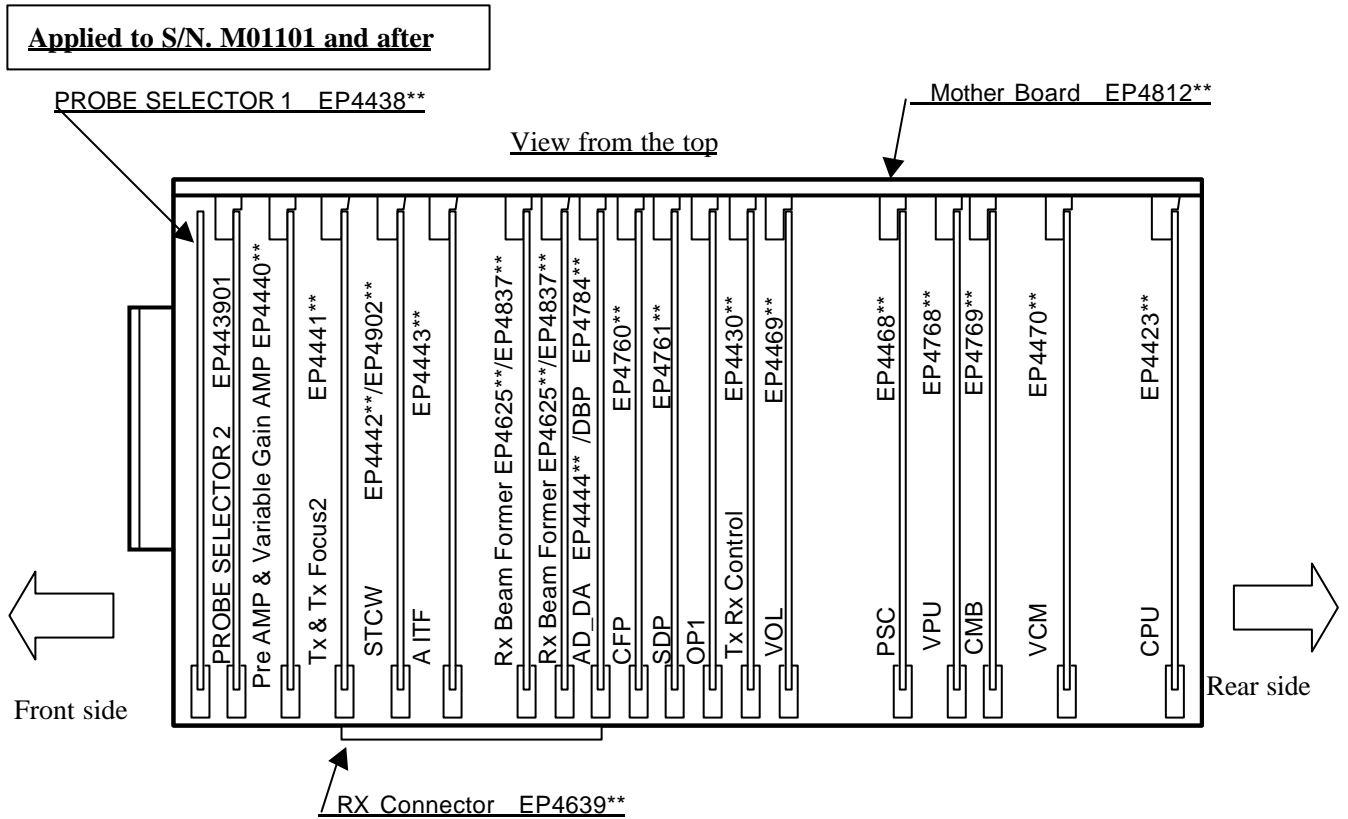 Applied to S/N. M01101 and after
PROBE SELECTOR 1 EP4438**
Mother Board EP4812**
View from the top
PROBE SELECTOR 2 EP443901
Pre AMP & Variable Gain AMP EP4440**
Tx & Tx Focus2 EP4441**
STCW EP4442**/EP4902**
A ITF EP4443**
Rx Beam Former EP4625**/EP4837**
Rx Beam Former EP4625**/EP4837**
AD_DA EP4444** /DBP EP4784**
CFP EP4760**
SDP EP4761**
OP1
Tx Rx Control EP4430**
VOL EP4469**
PSC EP4468**
VPU EP4768**
CMB EP4769**
VCM EP4470**
CPU EP4423**
Front side
Rear side
RX Connector EP4639**